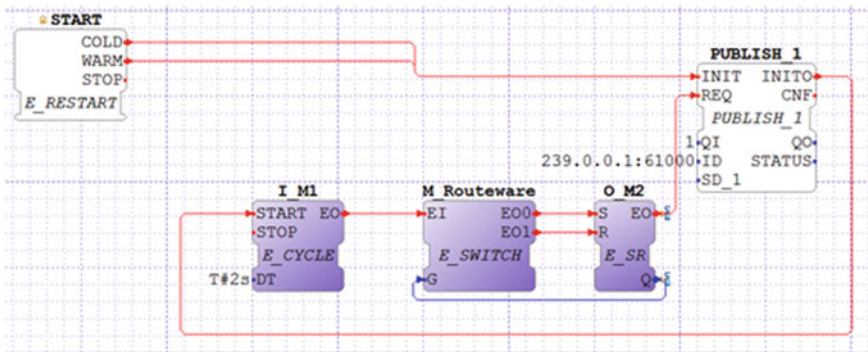 START
COLD
WARM
STOP
E_RESTART
PUBLISH_1
INIT INITO
REQ CNF
PUBLISH_1
1 QI QO
239.0.0.1:61000 ID STATUS
SD_1
I_M1
START EO
STOP
E_CYCLE
T#2s DT
M_Routeware
EI EO0
EO1
E_SWITCH
G
O_M2
S EO
R
E_SR
Q